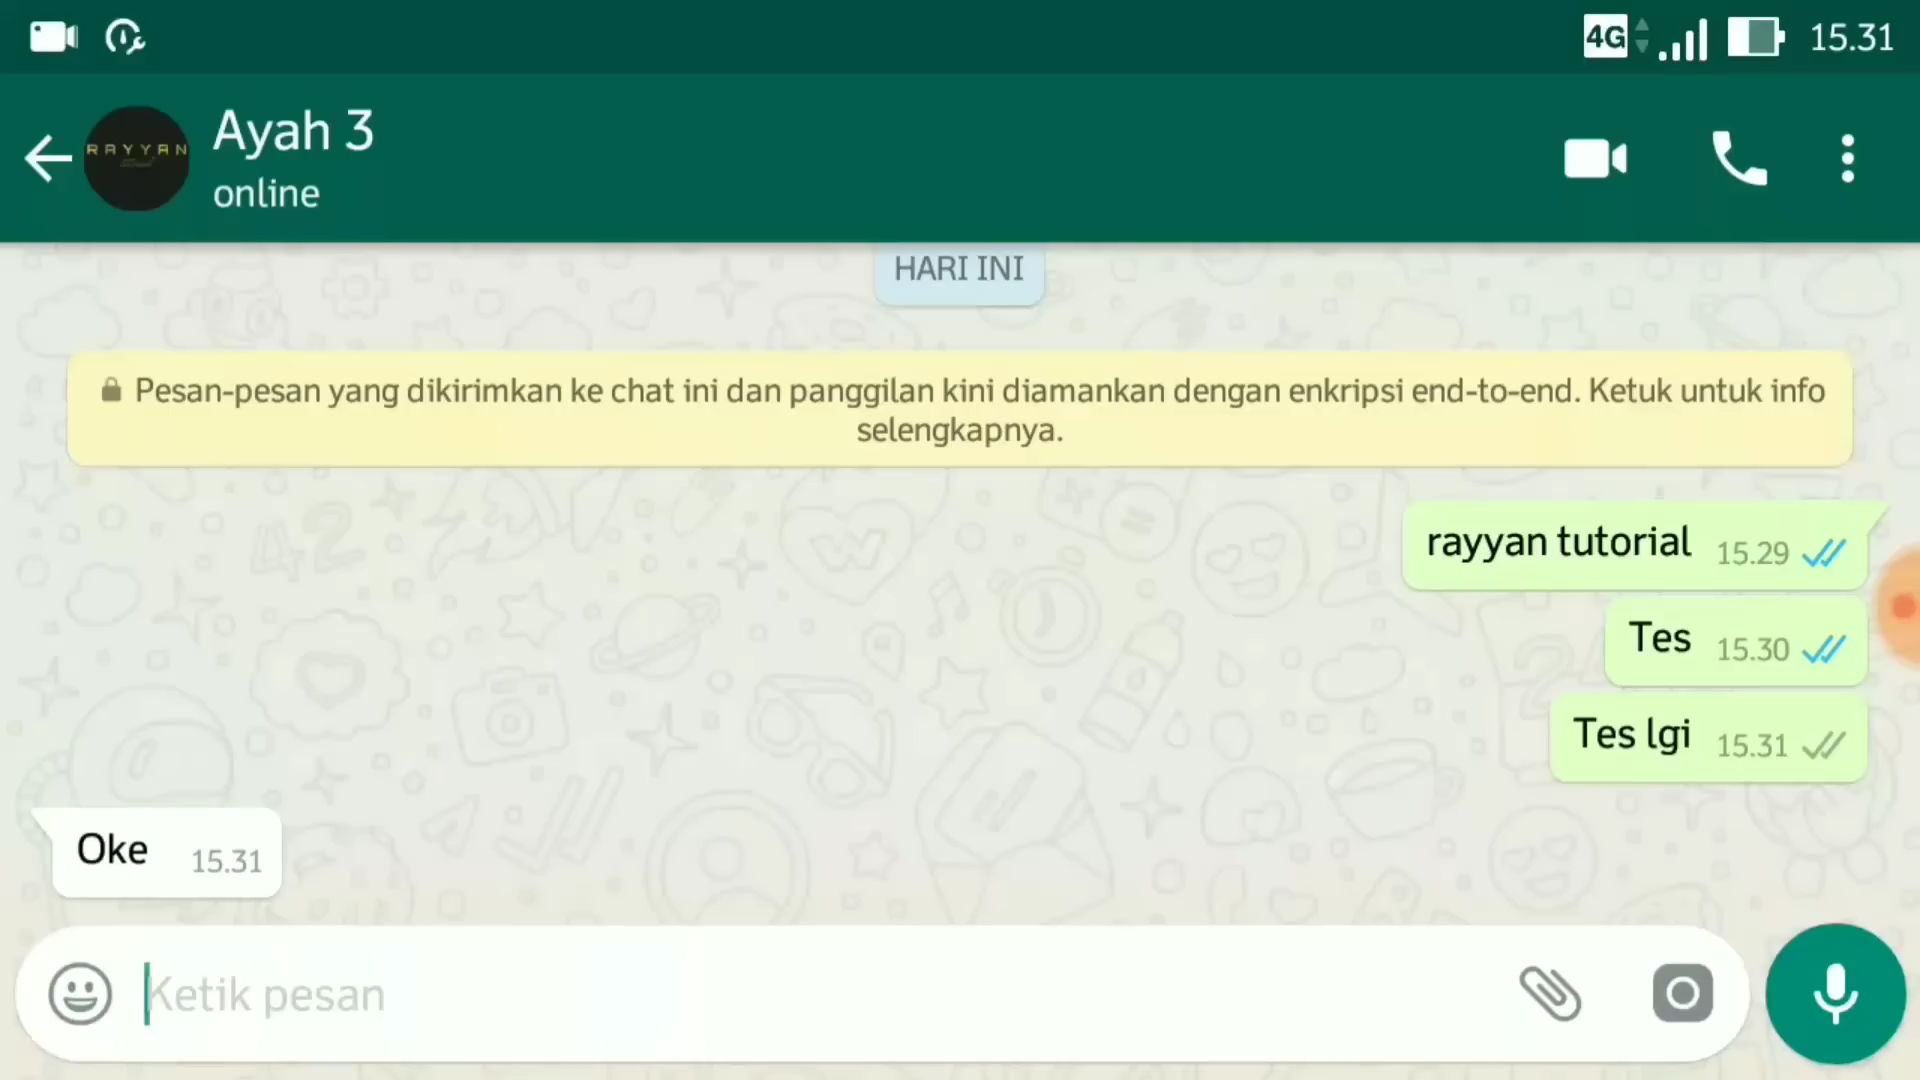 4G 15.31
RAYYAN
Ayah 3
online
HARI INI
Pesan-pesan yang dikirimkan ke chat ini dan panggilan kini diamankan dengan enkripsi end-to-end. Ketuk untuk info
selengkapnya.
rayyan tutorial 15.29
Tes 15.30
Tes lgi 15.31
Oke 15.31
Ketik pesan